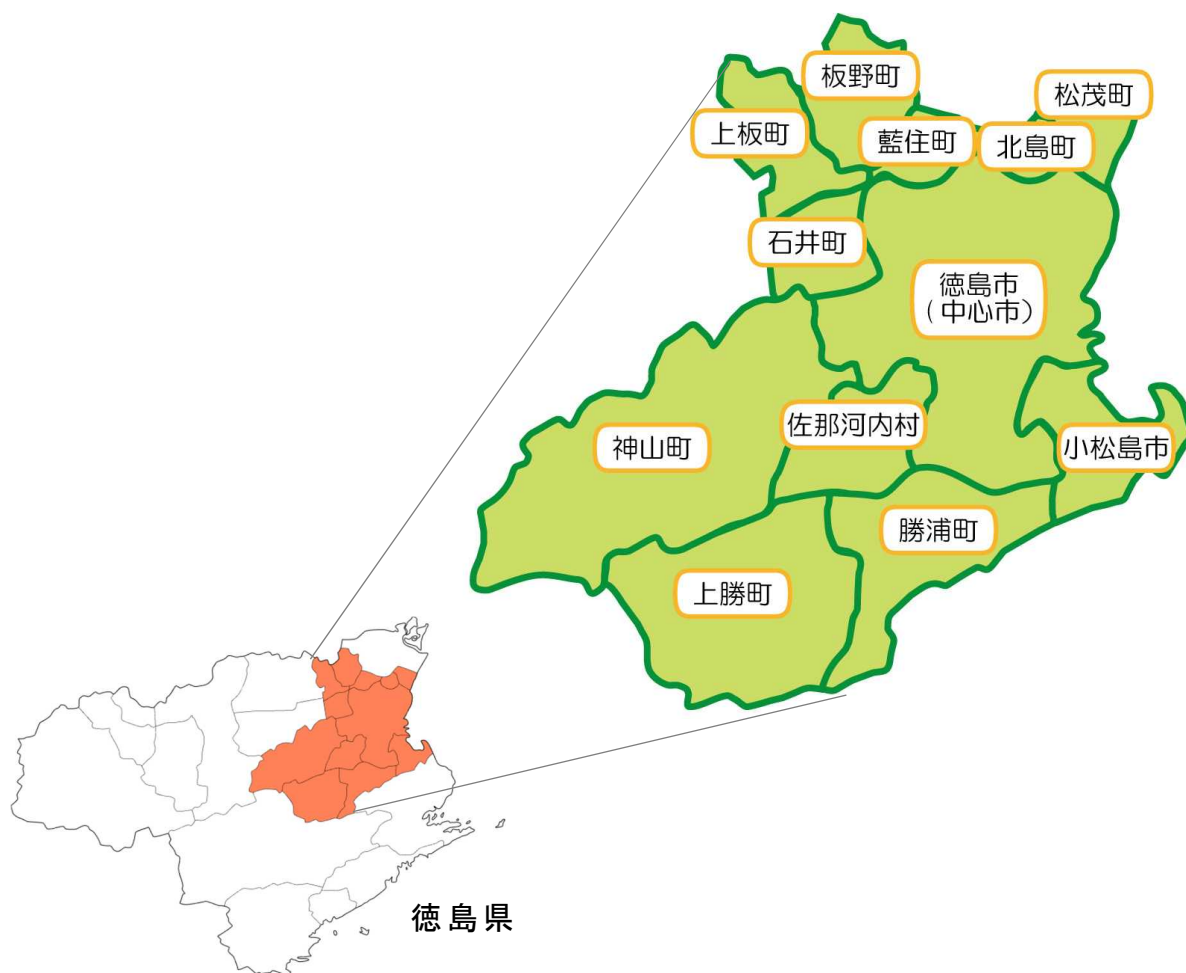 板野町
松茂町
上板町
藍住町
北島町
石井町
徳島市
（中心市）
佐那河内村
神山町
小松島市
勝浦町
上勝町
徳島県